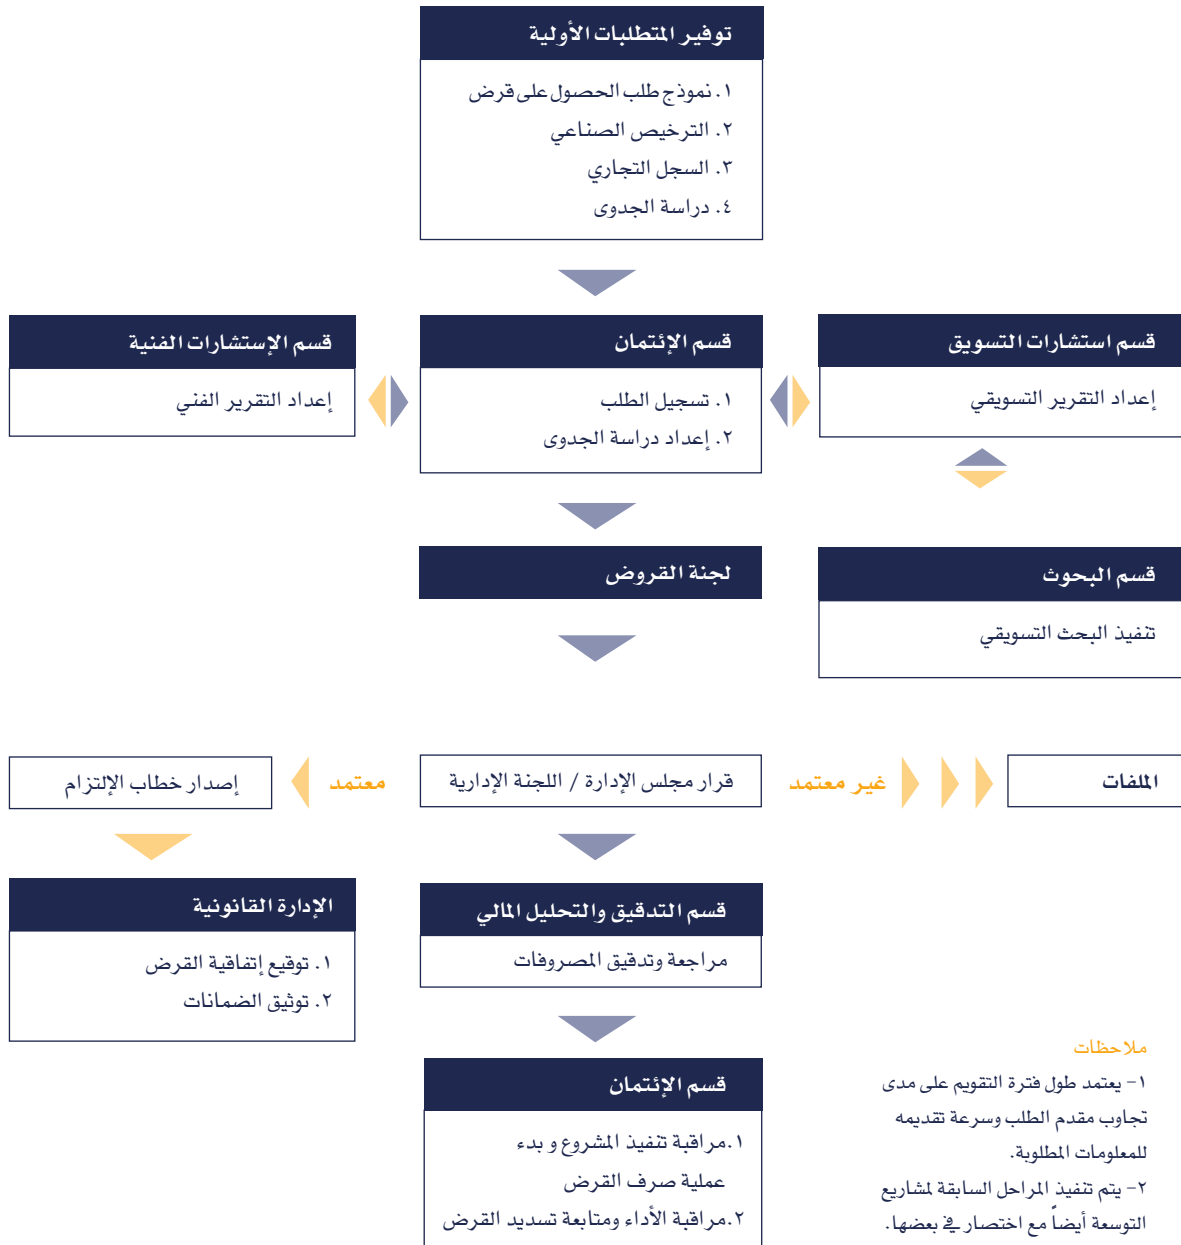 توفير المتطلبات الأولية
١. نموذج طلب الحصول على قرض
٢. الترخيص الصناعي
٣. السجل التجاري
٤. دراسة الجدوى
قسم استشارات التسويق
إعداد التقرير التسويقي
قسم الإئتمان
١. تسجيل الطلب
٢. إعداد دراسة الجدوى
قسم الإستشارات الفنية
إعداد التقرير الفني
قسم البحوث
تنفيذ البحث التسويقي
لجنة القروض
الملفات
غير معتمد
قرار مجلس الإدارة / اللجنة الإدارية
معتمد
إصدار خطاب الإلتزام
قسم التدقيق والتحليل المالي
مراجعة وتدقيق المصروفات
الإدارة القانونية
١. توقيع إتفاقية القرض
٢. توثيق الضمانات
قسم الإئتمان
١.مراقبة تنفيذ المشروع و بدء
عملية صرف القرض
٢.مراقبة الأداء ومتابعة تسديد القرض
ملاحظات
١- يعتمد طول فترة التقويم على مدى
تجاوب مقدم الطلب وسرعة تقديمه
للمعلومات المطلوبة.
٢- يتم تنفيذ المراحل السابقة لمشاريع
التوسعة أيضاً مع اختصار في بعضها.